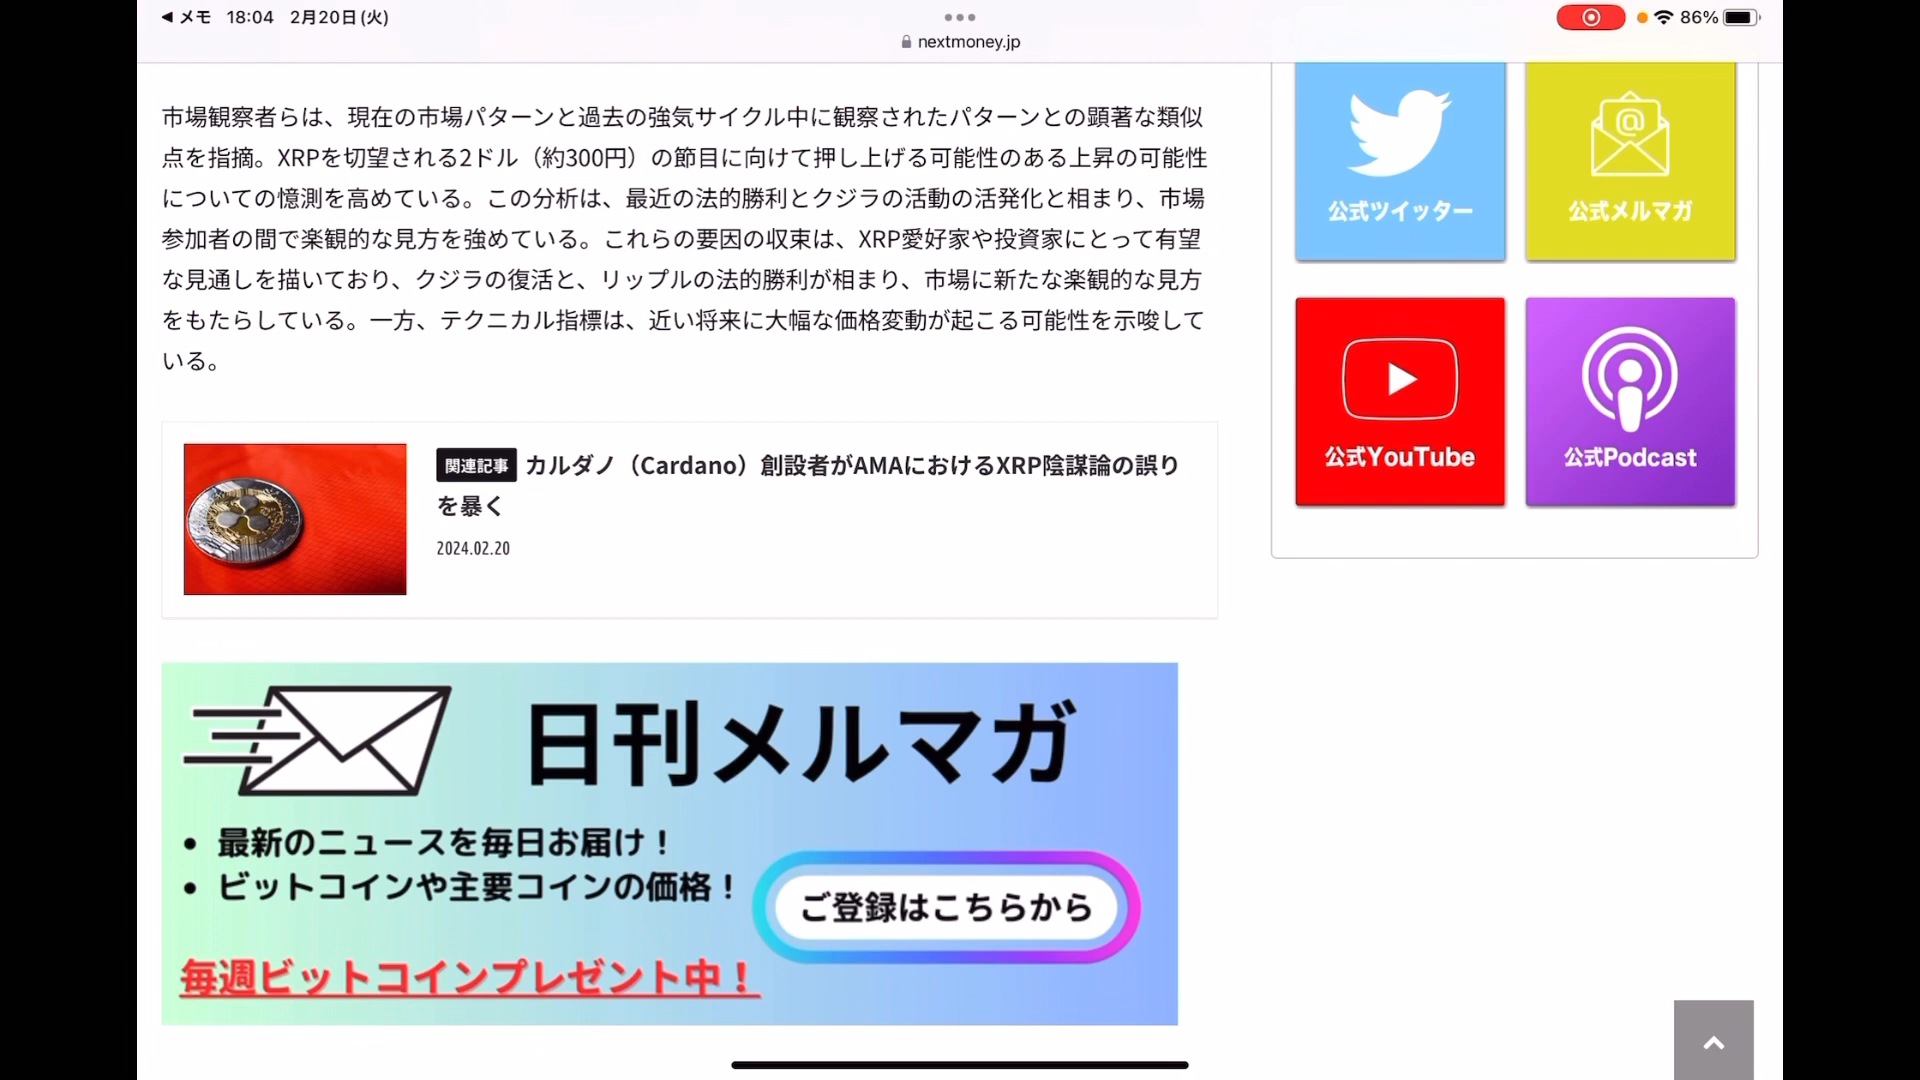 メモ 18:04 2月20日(火)
86%
nextmoney.jp
市場観察者らは、現在の市場パターンと過去の強気サイクル中に観察されたパターンとの顕著な類似
点を指摘。XRPを切望される2ドル（約300円）の節目に向けて押し上げる可能性のある上昇の可能性
についての憶測を高めている。この分析は、最近の法的勝利とクジラの活動の活発化と相まり、市場
参加者の間で楽観的な見方を強めている。これらの要因の収束は、XRP愛好家や投資家にとって有望
な見通しを描いており、クジラの復活と、リップルの法的勝利が相まり、市場に新たな楽観的な見方
をもたらしている。一方、テクニカル指標は、近い将来に大幅な価格変動が起こる可能性を示唆して
いる。
関連記事 カルダノ（Cardano）創設者がAMAにおけるXRP陰謀論の誤り
を暴く
2024.02.20
日刊メルマガ
• 最新のニュースを毎日お届け！
• ビットコインや主要コインの価格！
ご登録はこちらから
毎週ビットコインプレゼント中！
公式ツイッター
公式メルマガ
公式YouTube
公式Podcast